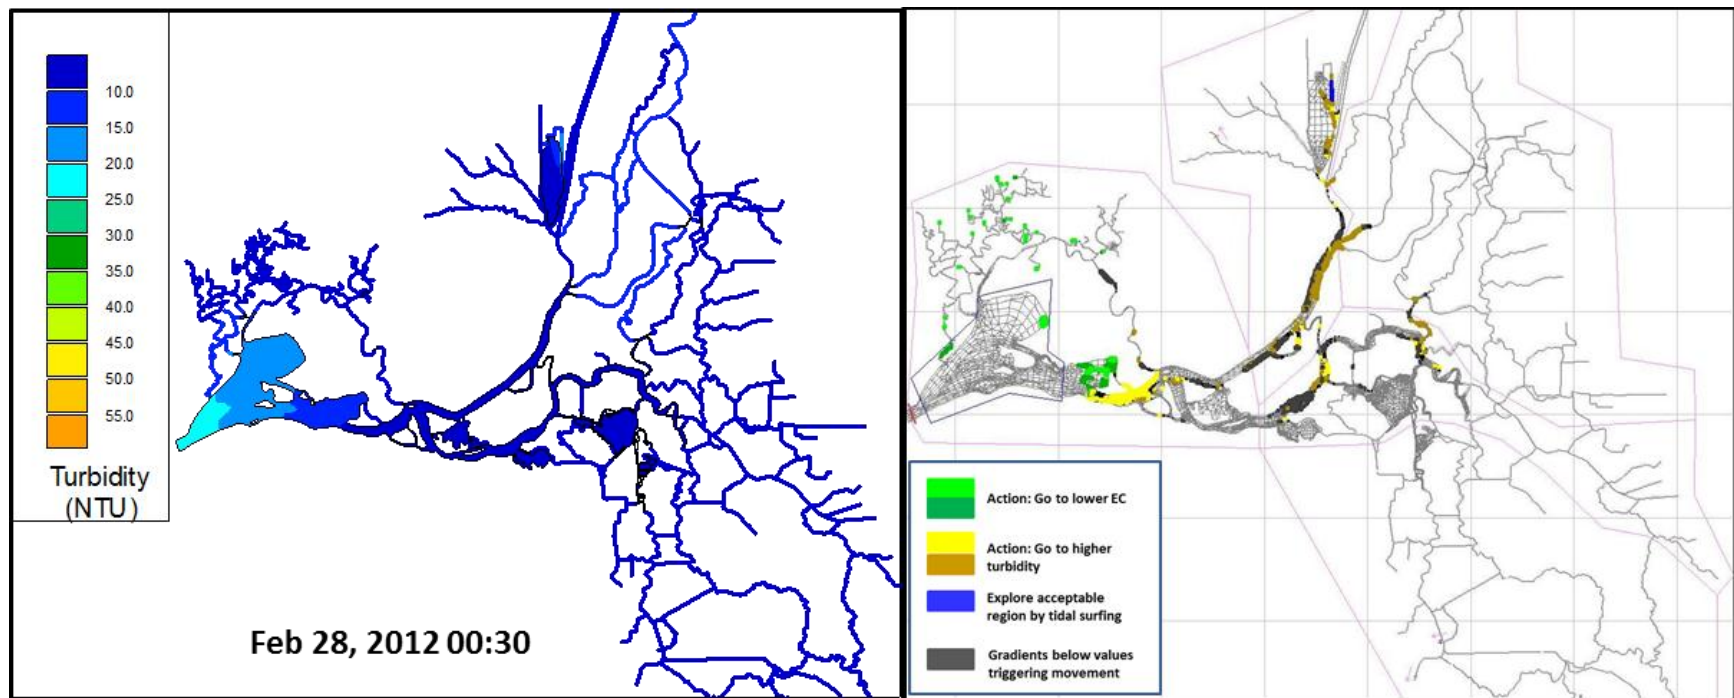 10.0
15.0
20.0
25.0
30.0
35.0
40.0
45.0
50.0
55.0
Turbidity
(NTU)
Feb 28, 2012 00:30
Action: Go to lower EC
Action: Go to higher
turbidity
Explore acceptable
region by tidal surfing
Gradients below values
triggering movement